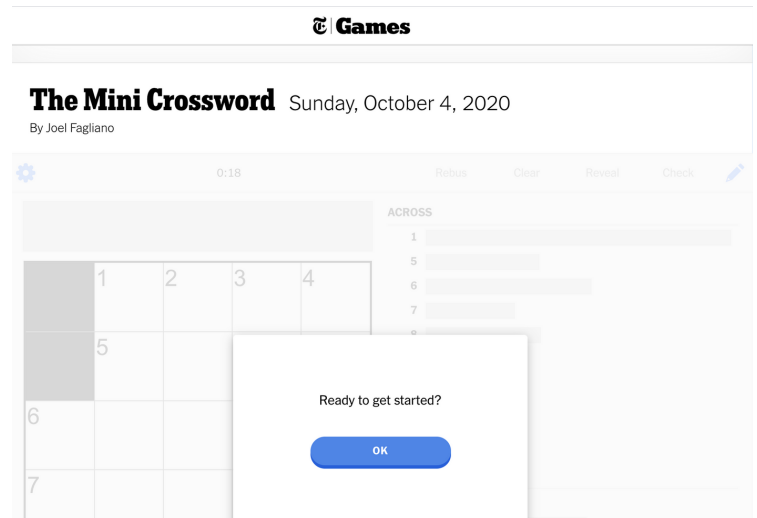 T Games
The Mini Crossword Sunday, October 4, 2020
By Joel Fagliano
0:18 Rebus Clear Reveal Check
ACROSS
1
5
6
7
8
1 2 3 4
5
6
7
Ready to get started?
OK